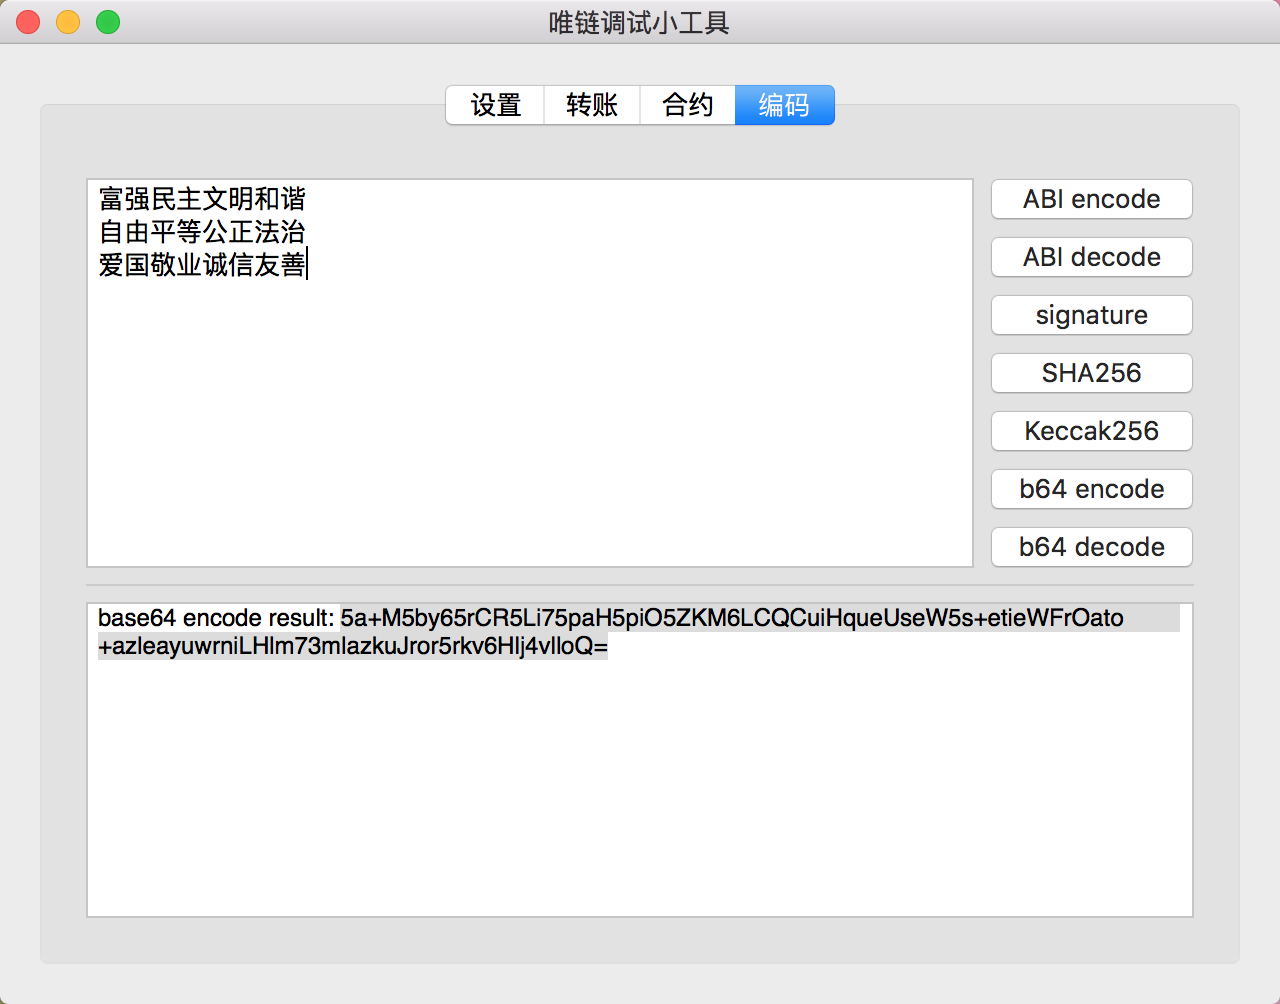 唯链调试小工具
设置 转账 合约 编码
富强民主文明和谐
自由平等公正法治
爱国敬业诚信友善
ABI encode
ABI decode
signature
SHA256
Keccak256
b64 encode
b64 decode
base64 encode result: 5a+M5by65rCR5Li75paH5piO5ZKM6LCQCuiHqueUseW5s+etieWFrOato
+azleayuwrniLHlm73mlazkuJror5rkv6Hlj4vlloQ=